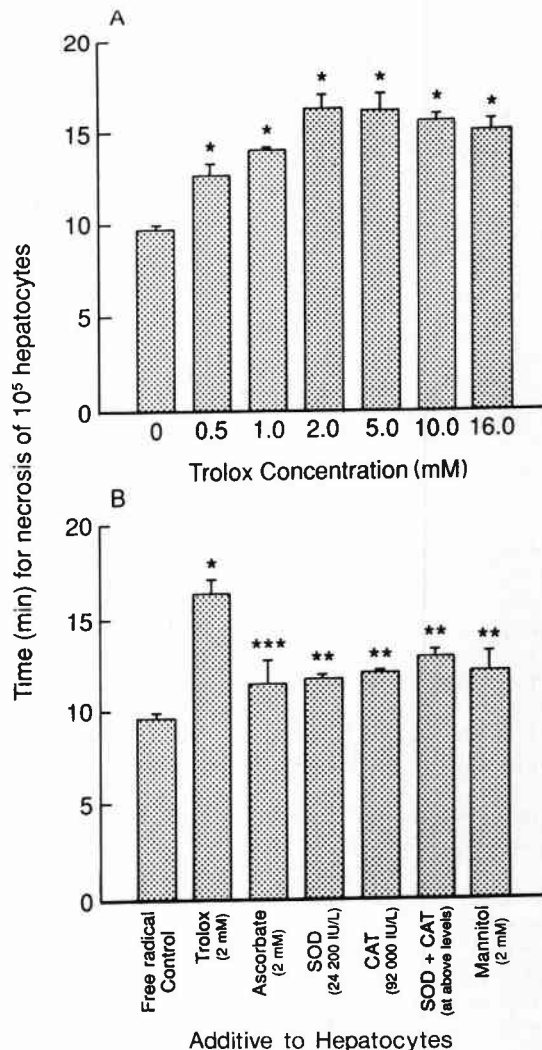 Time (min) for necrosis of 10⁵ hepatocytes
A
20
15
10
5
0
* * * * * *
0 0.5 1.0 2.0 5.0 10.0 16.0
Trolox Concentration (mM)
B
20
15
10
5
0
* *** ** ** ** **
Free radical
Control
Trolox
(2 mM)
Ascorbate
(2 mM)
SOD
(24 200 IU/L)
CAT
(92 000 IU/L)
SOD + CAT
(at above levels)
Mannitol
(2 mM)
Additive to Hepatocytes